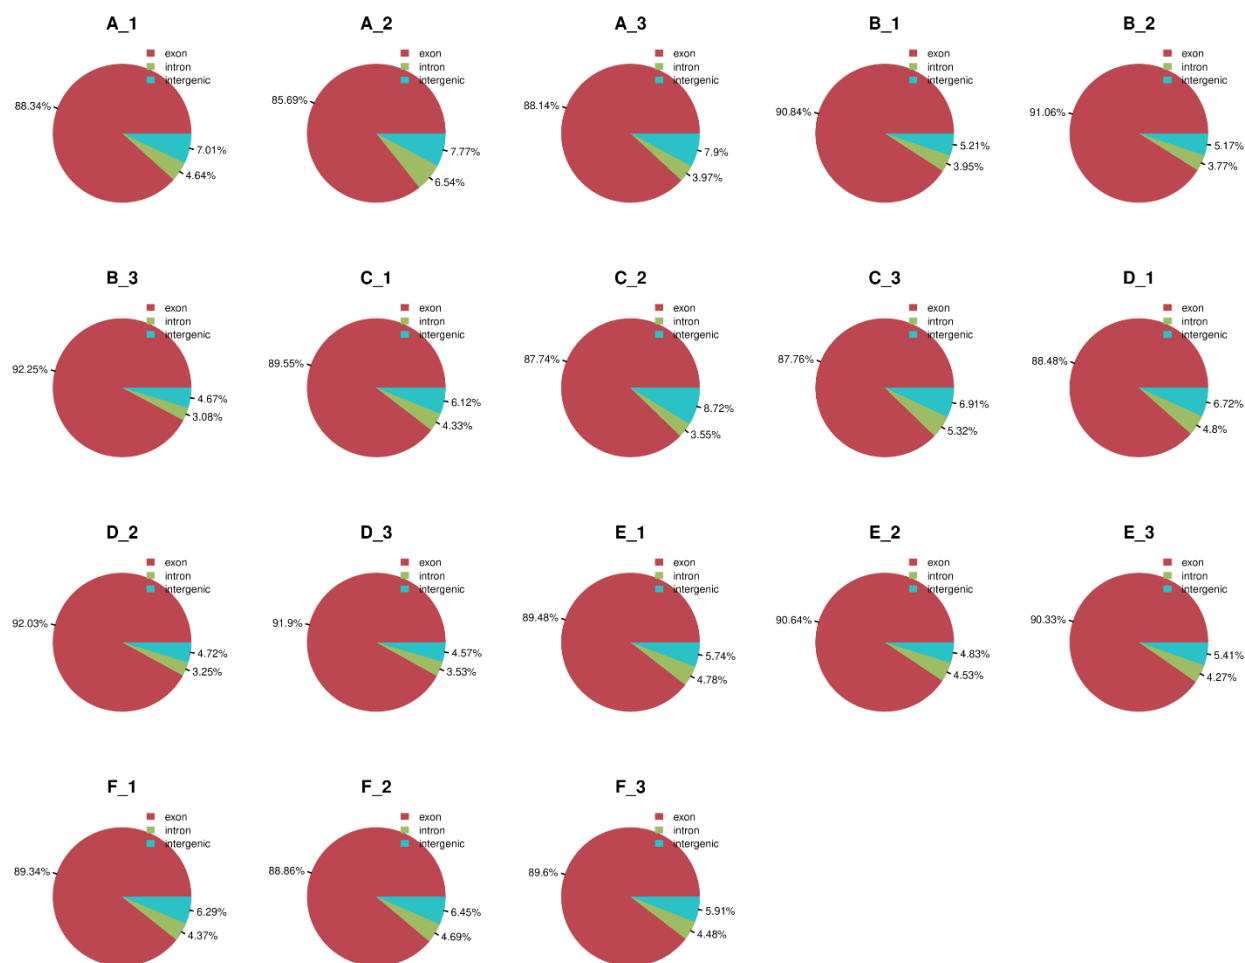 A_1
exon
intron
intergenic
88.34%
7.01%
4.64%
A_2
exon
intron
intergenic
85.69%
7.77%
6.54%
A_3
exon
intron
intergenic
88.14%
7.9%
3.97%
B_1
exon
intron
intergenic
90.84%
5.21%
3.95%
B_2
exon
intron
intergenic
91.06%
5.17%
3.77%
B_3
exon
intron
intergenic
92.25%
4.67%
3.08%
C_1
exon
intron
intergenic
89.55%
6.12%
4.33%
C_2
exon
intron
intergenic
87.74%
8.72%
3.55%
C_3
exon
intron
intergenic
87.76%
6.91%
5.32%
D_1
exon
intron
intergenic
88.48%
6.72%
4.8%
D_2
exon
intron
intergenic
92.03%
4.72%
3.25%
D_3
exon
intron
intergenic
91.9%
4.57%
3.53%
E_1
exon
intron
intergenic
89.48%
5.74%
4.78%
E_2
exon
intron
intergenic
90.64%
4.83%
4.53%
E_3
exon
intron
intergenic
90.33%
5.41%
4.27%
F_1
exon
intron
intergenic
89.34%
6.29%
4.37%
F_2
exon
intron
intergenic
88.86%
6.45%
4.69%
F_3
exon
intron
intergenic
89.6%
5.91%
4.48%